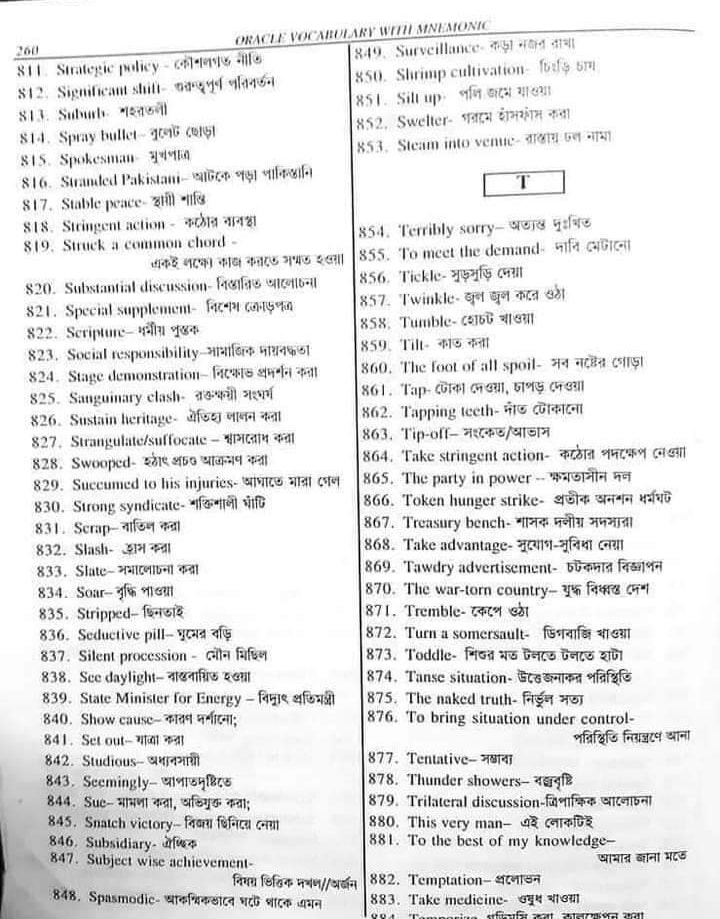 260
ORACLE VOCABULARY WITH MNEMONIC
811. Strategic policy - কৌশলগত নীতি
812. Significant shift- গুরুত্বপূর্ণ পরিবর্তন
813. Suburb- শহরতলী
814. Spray bullet- বুলেট ছোড়া
815. Spokesman- মুখপাত্র
816. Stranded Pakistani– আটকে পড়া পাকিস্তানি
817. Stable peace- স্থায়ী শান্তি
818. Stringent action - কঠোর ব্যবস্থা
819. Struck a common chord -
একই লক্ষ্যে কাজ করতে সম্মত হওয়া
820. Substantial discussion- বিস্তারিত আলোচনা
821. Special supplement- বিশেষ ক্রোড়পত্র
822. Scripture– ধর্মীয় পুস্তক
823. Social responsibility–সামাজিক দায়বদ্ধতা
824. Stage demonstration– বিক্ষোভ প্রদর্শন করা
825. Sanguinary clash- রক্তক্ষয়ী সংঘর্ষ
826. Sustain heritage- ঐতিহ্য লালন করা
827. Strangulate/suffocate – শ্বাসরোধ করা
828. Swooped- হঠাৎ প্রচণ্ড আক্রমণ করা
829. Succumed to his injuries- আঘাতে মারা গেল
830. Strong syndicate- শক্তিশালী ঘাঁটি
831. Scrap– বাতিল করা
832. Slash- হ্রাস করা
833. Slate– সমালোচনা করা
834. Soar– বৃদ্ধি পাওয়া
835. Stripped– ছিনতাই
836. Seductive pill– ঘুমের বড়ি
837. Silent procession - মৌন মিছিল
838. See daylight– বাস্তবায়িত হওয়া
839. State Minister for Energy – বিদ্যুৎ প্রতিমন্ত্রী
840. Show cause– কারণ দর্শানো;
841. Set out– যাত্রা করা
842. Studious– অধ্যবসায়ী
843. Seemingly– আপাতদৃষ্টিতে
844. Sue– মামলা করা, অভিযুক্ত করা;
845. Snatch victory– বিজয় ছিনিয়ে নেয়া
846. Subsidiary- ঐচ্ছিক
847. Subject wise achievement-
বিষয় ভিত্তিক দখল//অর্জন
848. Spasmodic- আকস্মিকভাবে ঘটে থাকে এমন
849. Surveillance- কড়া নজর রাখা
850. Shrimp cultivation- চিংড়ি চাষ
851. Silt up- পলি জমে যাওয়া
852. Swelter- গরমে হাঁসফাঁস করা
853. Steam into venue- রাস্তায় ঢল নামা
T
854. Terribly sorry– অত্যন্ত দুঃখিত
855. To meet the demand- দাবি মেটানো
856. Tickle- সুড়সুড়ি দেয়া
857. Twinkle- জ্বল জ্বল করে ওঠা
858. Tumble- হোচট খাওয়া
859. Tilt- কাত করা
860. The foot of all spoil- সব নষ্টের গোড়া
861. Tap- টোকা দেওয়া, চাপড় দেওয়া
862. Tapping teeth- দাঁত টোকানো
863. Tip-off– সংকেত/আভাস
864. Take stringent action- কঠোর পদক্ষেপ নেওয়া
865. The party in power -- ক্ষমতাসীন দল
866. Token hunger strike- প্রতীক অনশন ধর্মঘট
867. Treasury bench- শাসক দলীয় সদস্যরা
868. Take advantage- সুযোগ-সুবিধা নেয়া
869. Tawdry advertisement- চটকদার বিজ্ঞাপন
870. The war-torn country– যুদ্ধ বিধ্বস্ত দেশ
871. Tremble- কেপে ওঠা
872. Turn a somersault- ডিগবাজি খাওয়া
873. Toddle- শিশুর মত টলতে টলতে হাটা
874. Tanse situation- উত্তেজনাকর পরিস্থিতি
875. The naked truth- নির্ভুল সত্য
876. To bring situation under control-
পরিস্থিতি নিয়ন্ত্রণে আনা
877. Tentative– সম্ভাব্য
878. Thunder showers– বজ্রবৃষ্টি
879. Trilateral discussion-ত্রিপাক্ষিক আলোচনা
880. This very man– এই লোকটিই
881. To the best of my knowledge–
আমার জানা মতে
882. Temptation– প্রলোভন
883. Take medicine- ওষুধ খাওয়া
884. Temporize গড়িমসি করা, কালক্ষেপন করা